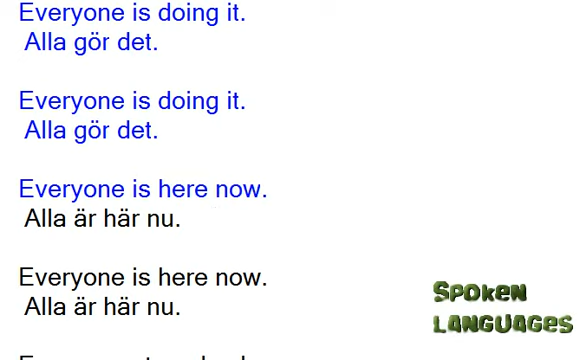 Everyone is doing it.
Alla gör det.
Everyone is doing it.
Alla gör det.
Everyone is here now.
Alla är här nu.
Everyone is here now.
Alla är här nu.
Spoken
Languages